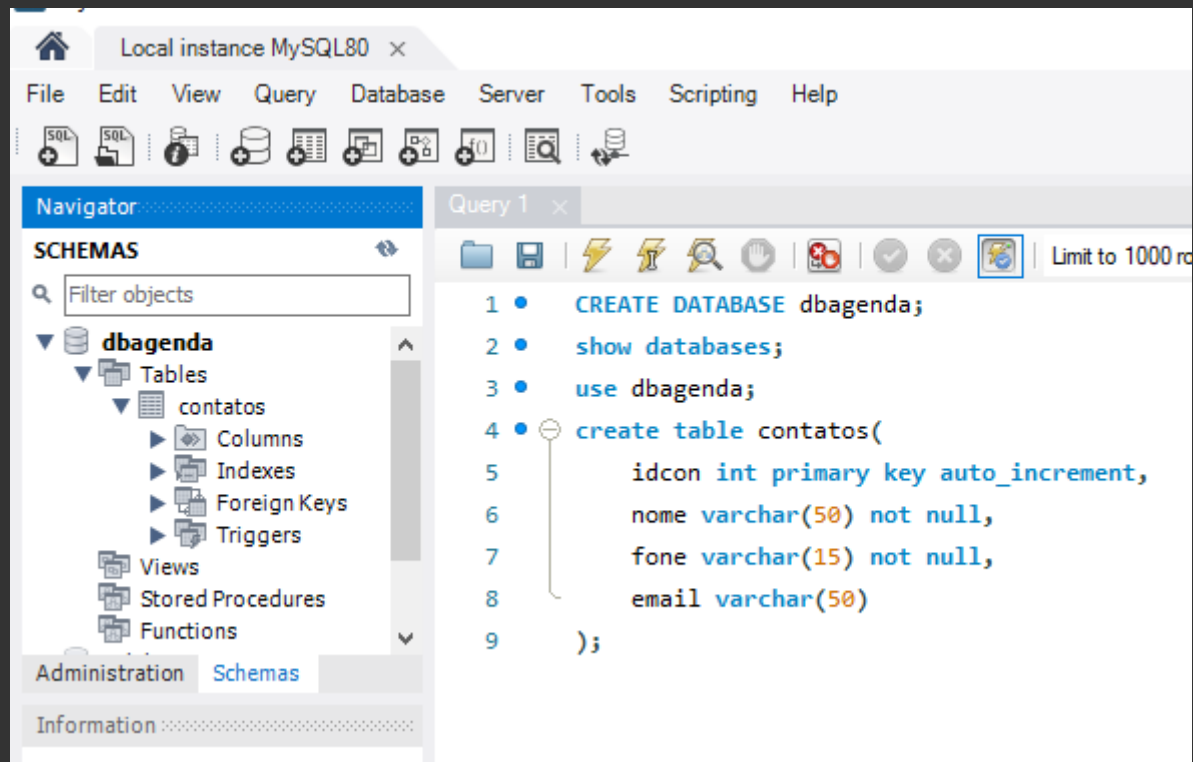 Local instance MySQL80 ×
File Edit View Query Database Server Tools Scripting Help
SQL SQL i f()
Navigator
SCHEMAS
Filter objects
dbagenda
Tables
contatos
Columns
Indexes
Foreign Keys
Triggers
Views
Stored Procedures
Functions
Administration Schemas
Information
Query 1 ×
Limit to 1000 ro
1 CREATE DATABASE dbagenda;
2 show databases;
3 use dbagenda;
4 create table contatos(
5 idcon int primary key auto_increment,
6 nome varchar(50) not null,
7 fone varchar(15) not null,
8 email varchar(50)
9 );